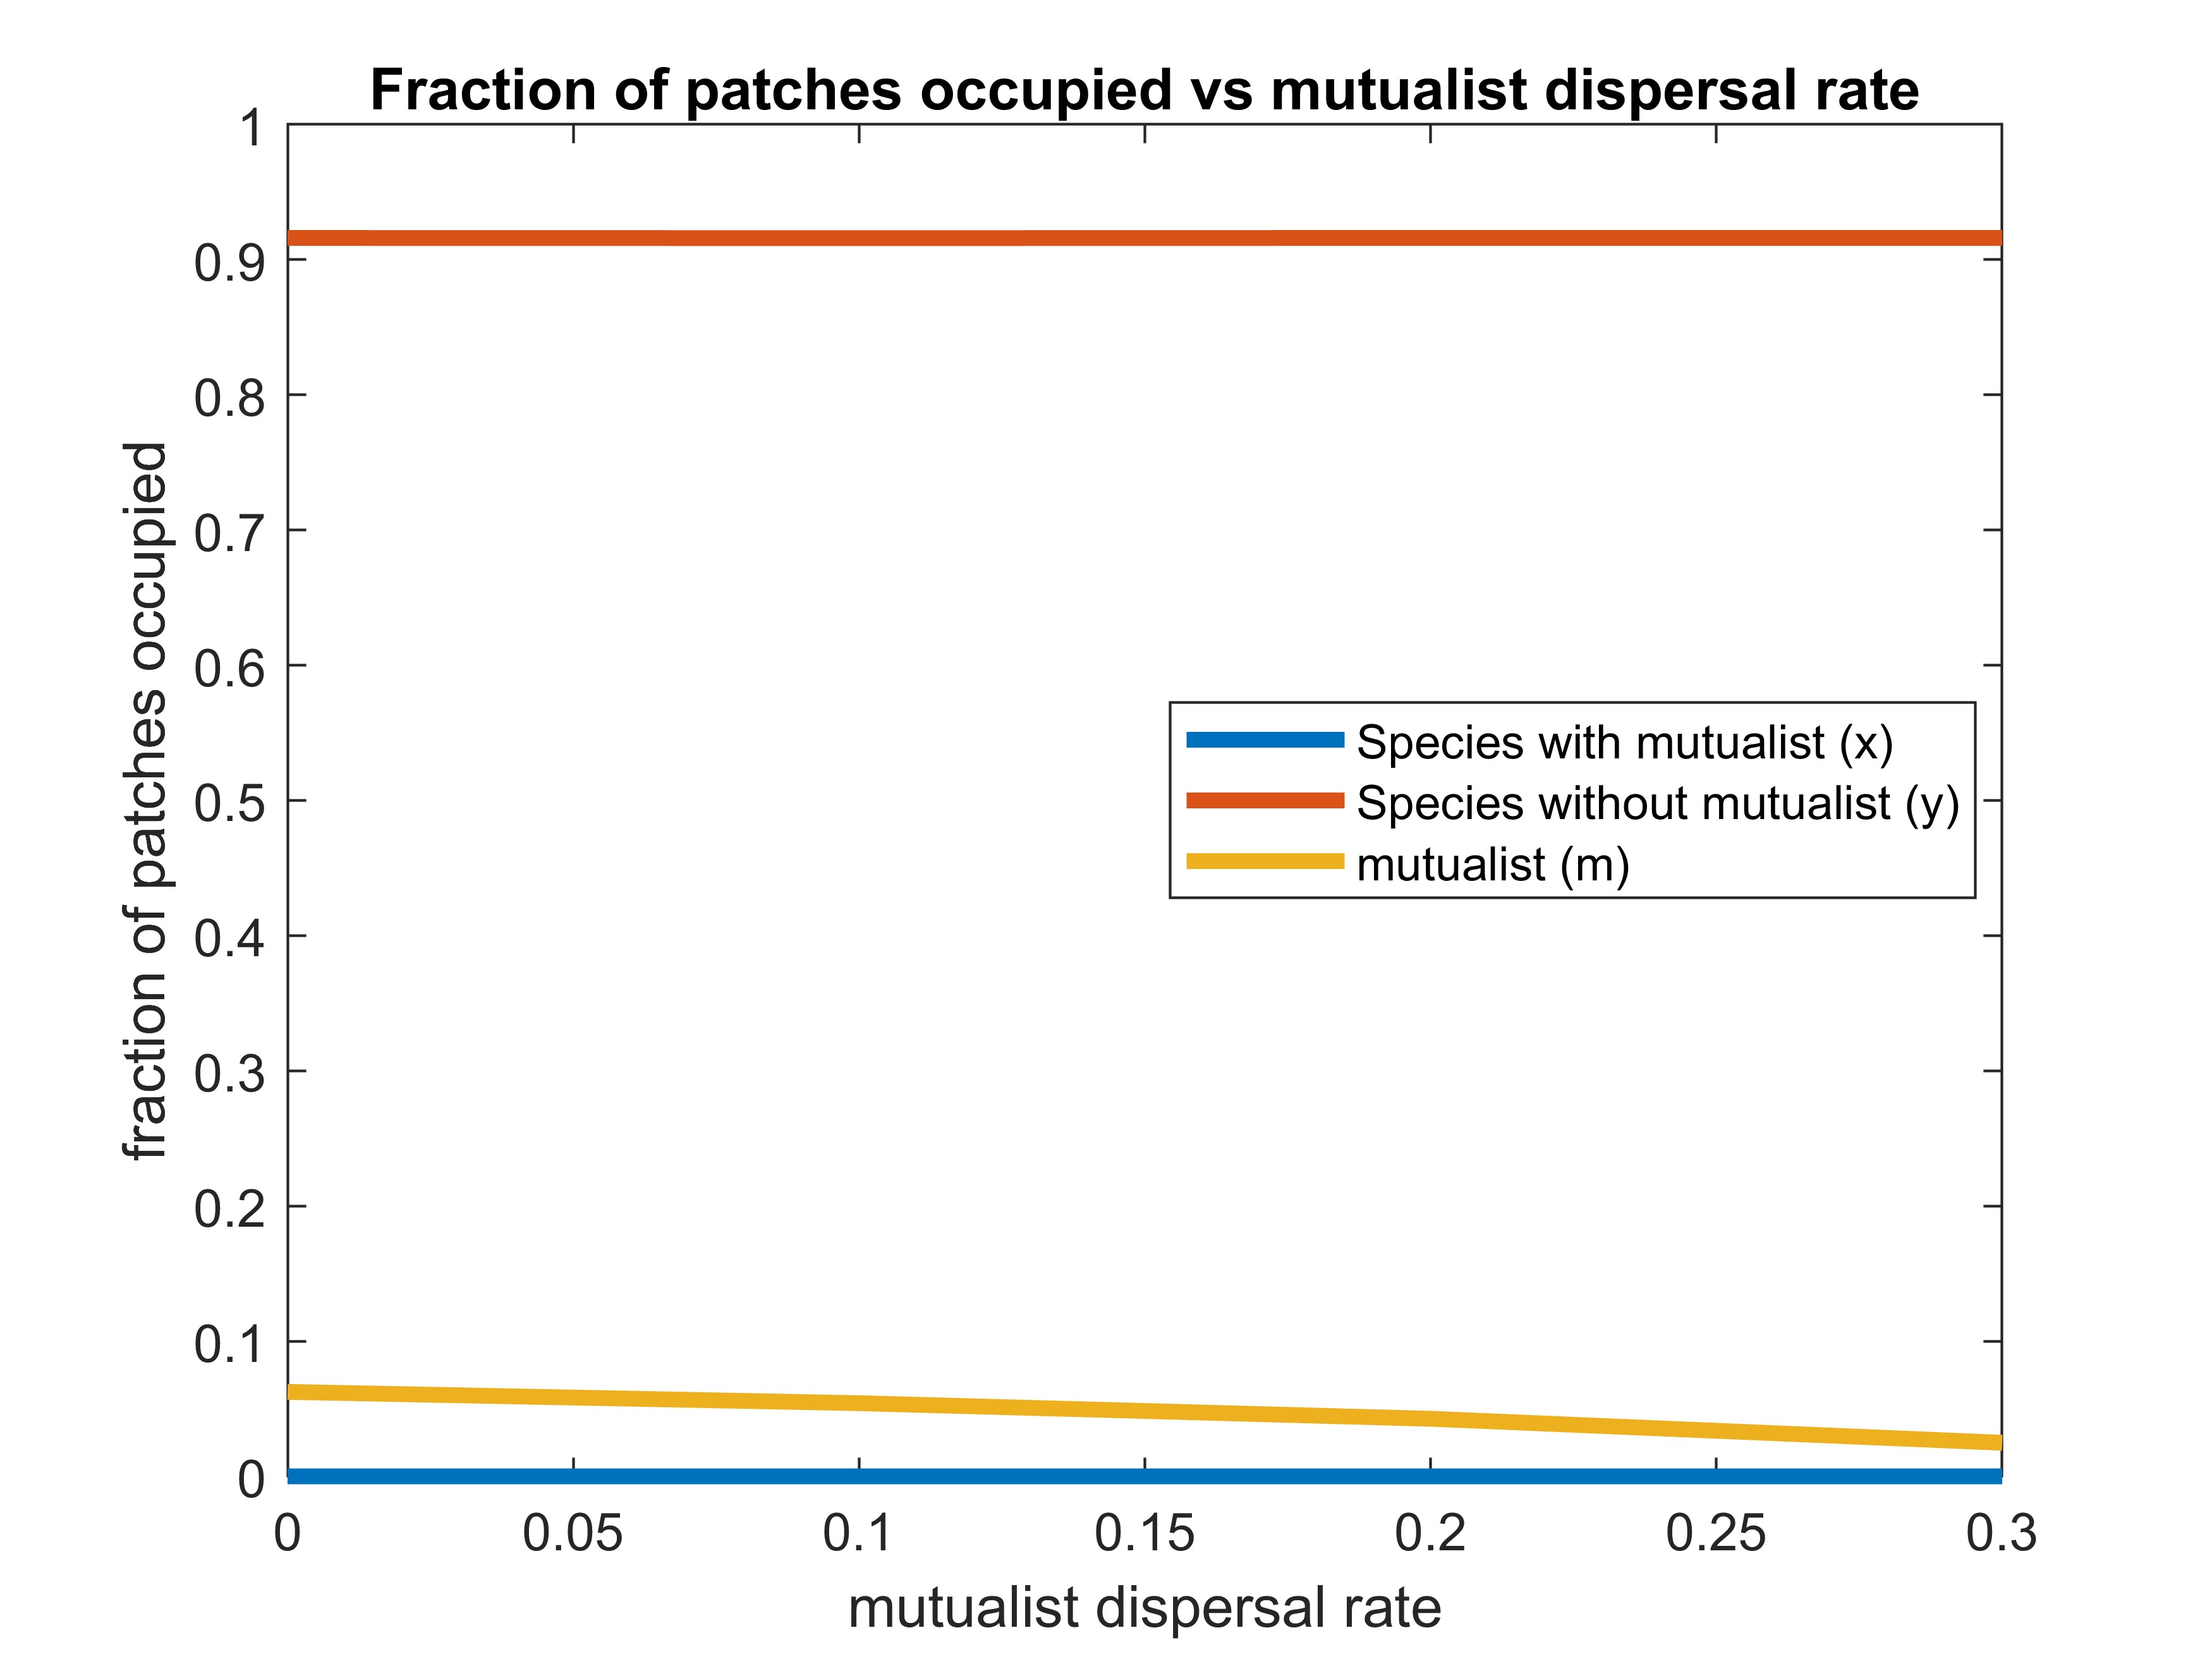 Fraction of patches occupied vs mutualist dispersal rate
1
0.9
0.8
0.7
0.6
0.5
0.4
0.3
0.2
0.1
0
fraction of patches occupied
Species with mutualist (x)
Species without mutualist (y)
mutualist (m)
0 0.05 0.1 0.15 0.2 0.25 0.3
mutualist dispersal rate